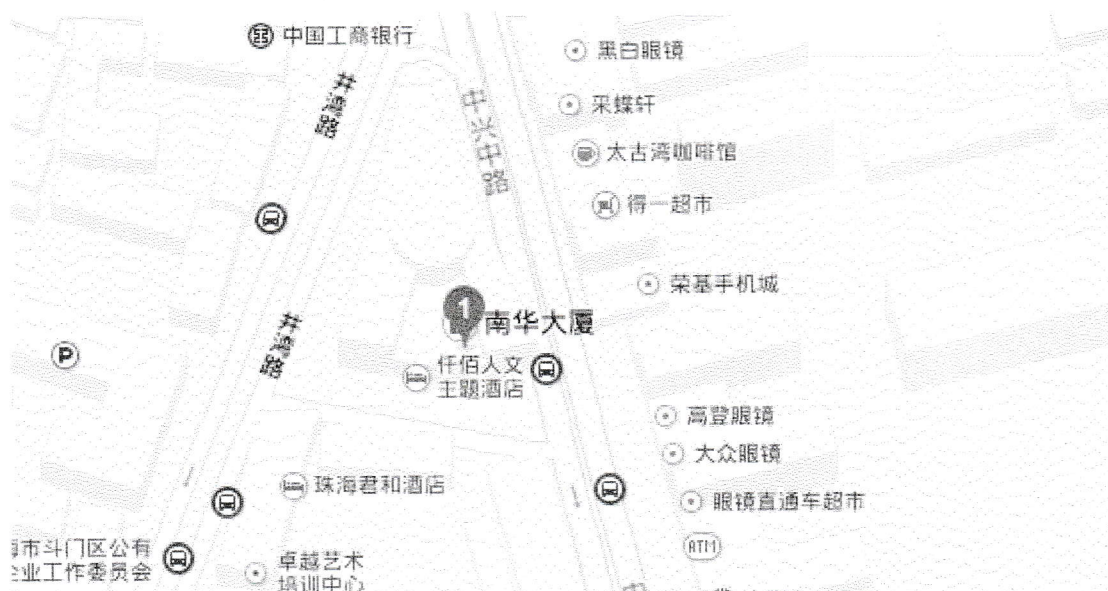 中国工商银行
黑白眼镜
井湾路
中兴中路
采蝶轩
太古湾咖啡馆
得一超市
荣基手机城
1
南华大厦
井湾路
P
仟佰人文
主题酒店
高登眼镜
大众眼镜
珠海君和酒店
眼镜直通车超市
市斗门区公有
企业工作委员会
ATM
卓越艺术
培训中心
中